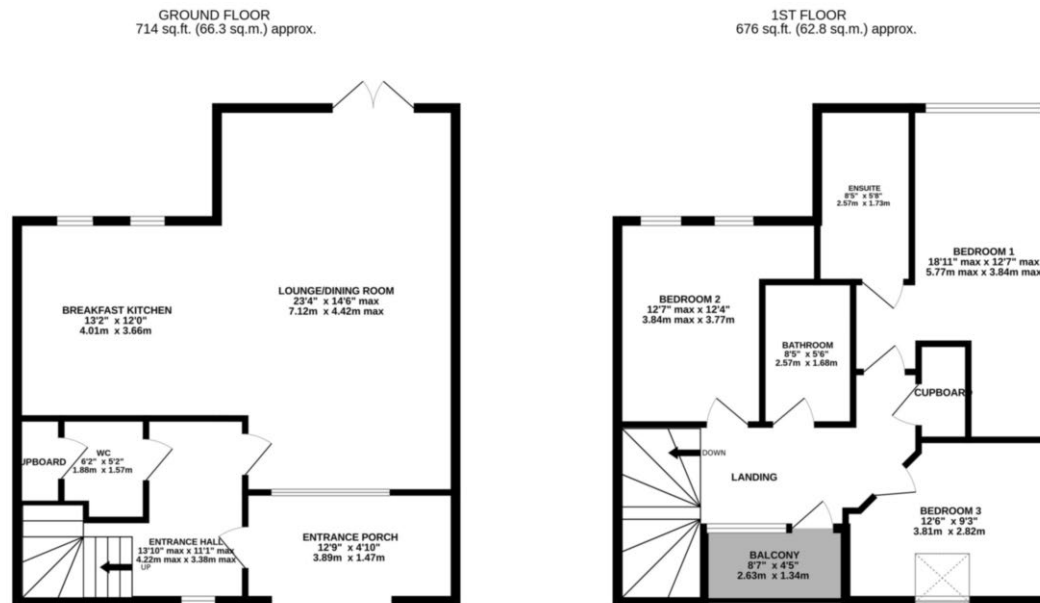 GROUND FLOOR
714 sq.ft. (66.3 sq.m.) approx.
BREAKFAST KITCHEN
13'2" x 12'0"
4.01m x 3.66m
LOUNGE/DINING ROOM
23'4" x 14'6" max
7.12m x 4.42m max
UPBOARD
WC
6'2" x 5'2"
1.88m x 1.57m
ENTRANCE HALL
13'10" max x 11'1" max
4.22m max x 3.38m max
UP
ENTRANCE PORCH
12'9" x 4'10"
3.89m x 1.47m
1ST FLOOR
676 sq.ft. (62.8 sq.m.) approx.
ENSUITE
8'5" x 5'8"
2.57m x 1.73m
BEDROOM 1
18'11" max x 12'7" max
5.77m max x 3.84m max
BEDROOM 2
12'7" max x 12'4"
3.84m max x 3.77m
BATHROOM
8'5" x 5'6"
2.57m x 1.68m
CUPBOARD
DOWN
LANDING
BEDROOM 3
12'6" x 9'3"
3.81m x 2.82m
BALCONY
8'7" x 4'5"
2.63m x 1.34m